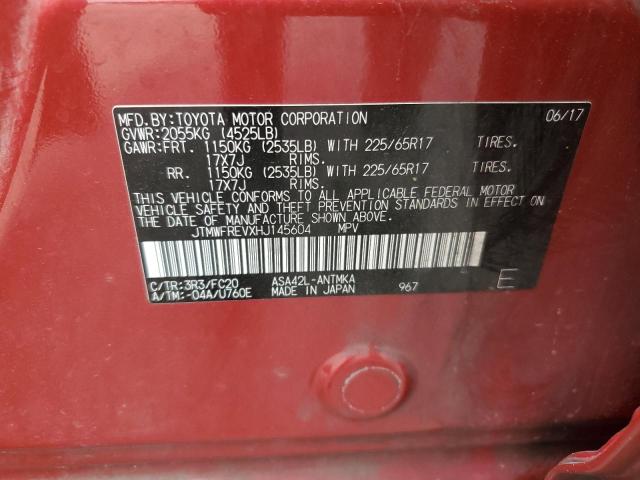 MFD.BY:TOYOTA MOTOR CORPORATION 06/17
GVWR:2055KG (4525LB)
GAWR:FRT. 1150KG (2535LB) WITH 225/65R17 TIRES.
17X7J RIMS.
RR. 1150KG (2535LB) WITH 225/65R17 TIRES.
17X7J RIMS.
THIS VEHICLE CONFORMS TO ALL APPLICABLE FEDERAL MOTOR
VEHICLE SAFETY AND THEFT PREVENTION STANDARDS IN EFFECT ON
THE DATE OF MANUFACTURE SHOWN ABOVE.
JTMWFREVXHJ145604 MPV
C/TR:3R3/FC20 ASA42L-ANTMKA
A/TM:-04A/U760E MADE IN JAPAN 967 E